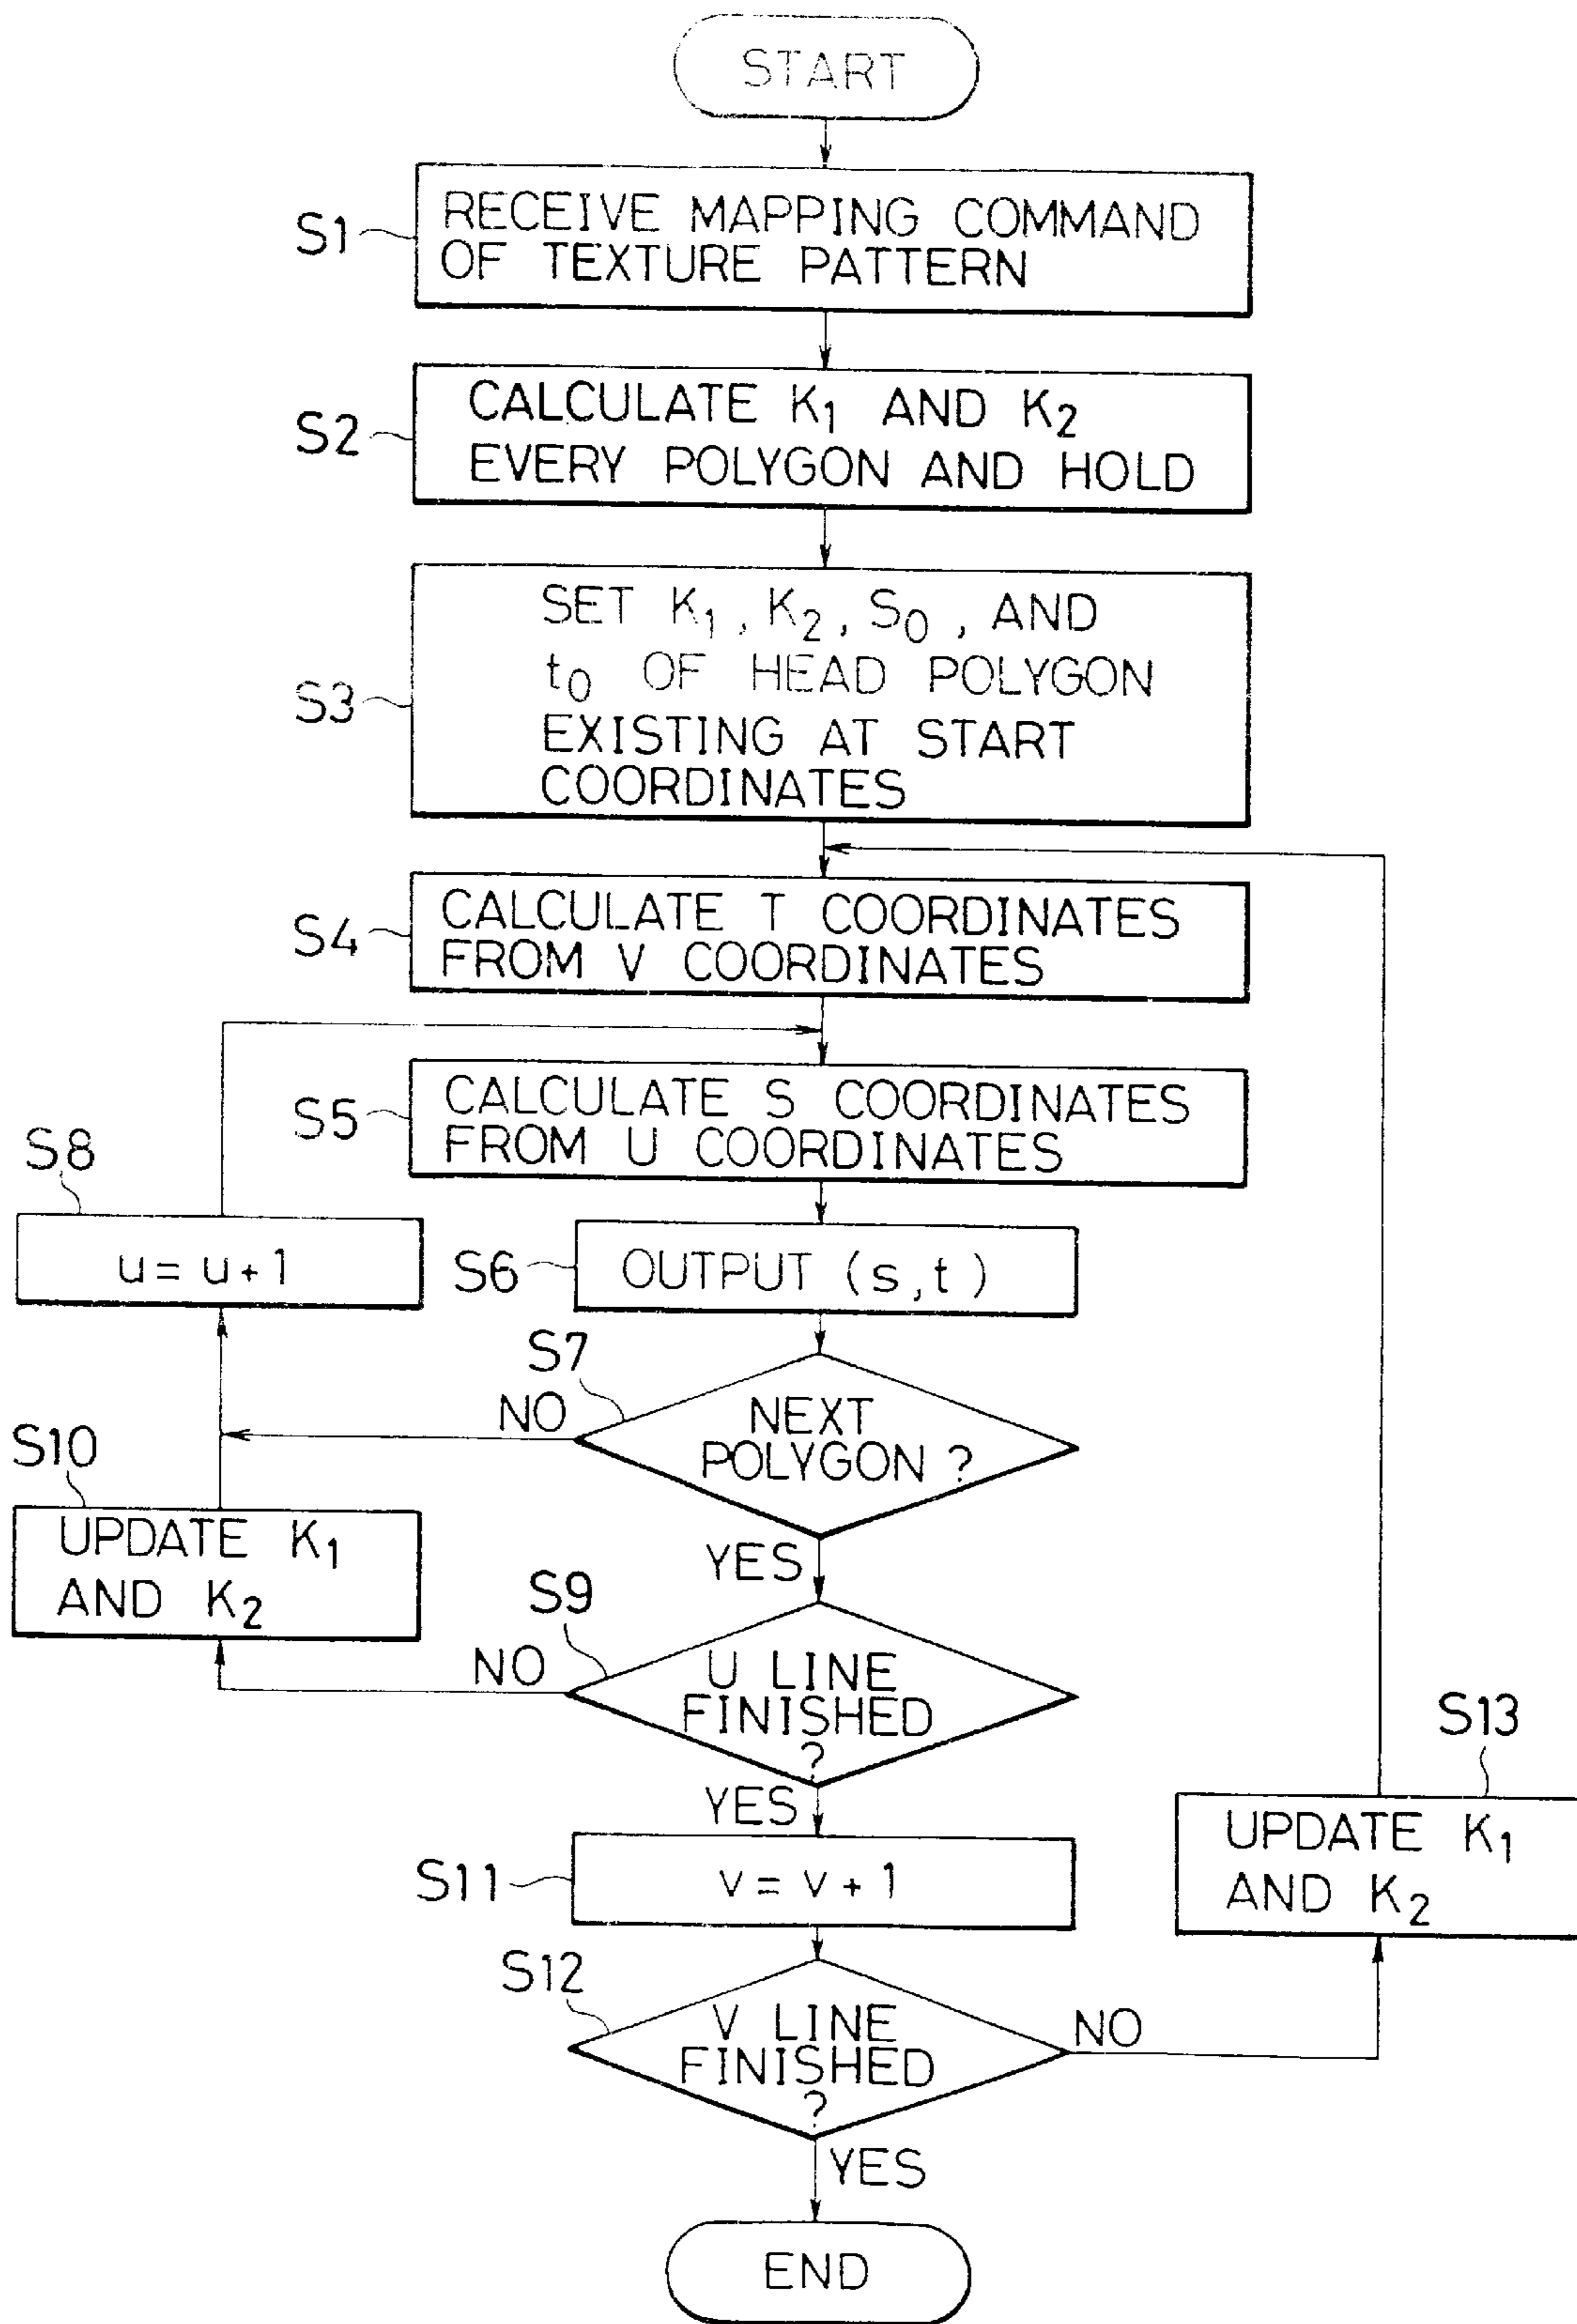 START
S1
RECEIVE MAPPING COMMAND
OF TEXTURE PATTERN
S2
CALCULATE K1 AND K2
EVERY POLYGON AND HOLD
S3
SET K1, K2, S0, AND
t0 OF HEAD POLYGON
EXISTING AT START
COORDINATES
S4
CALCULATE T COORDINATES
FROM V COORDINATES
S5
CALCULATE S COORDINATES
FROM U COORDINATES
S8
u = u + 1
S6
OUTPUT (s,t)
S7
NO
NEXT
POLYGON ?
YES
S10
UPDATE K1
AND K2
S9
NO
U LINE
FINISHED
?
YES
S11
v = v + 1
S13
UPDATE K1
AND K2
S12
V LINE
FINISHED
?
NO
YES
END